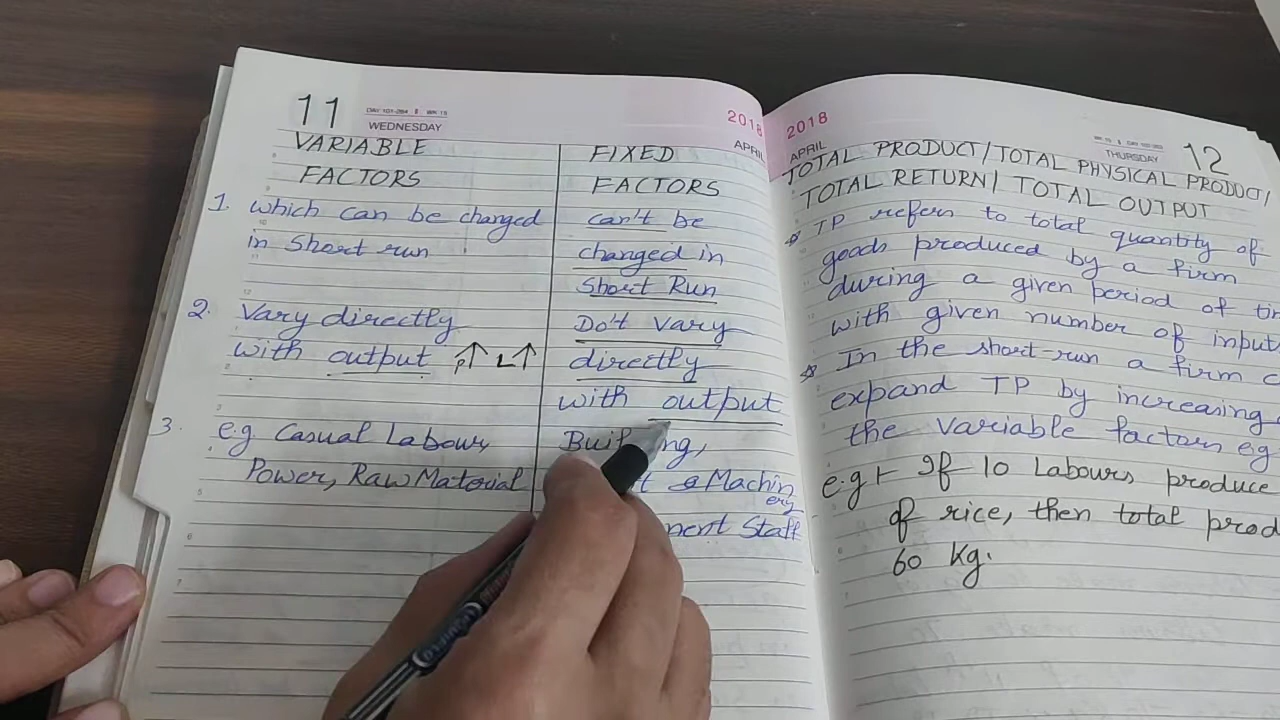 11
WEDNESDAY
2018
APRIL
VARIABLE
FACTORS
1. which can be changed
in Short run
2. Vary directly
with output P↑ L↑
3. eg Casual Labour,
Power, Raw Material
FIXED
FACTORS
can't be
changed in
Short Run
Do't vary
directly
with output
& Machin
ery
Staff
2018
APRIL
THURSDAY
12
TOTAL PRODUCT/TOTAL PHYSICAL PRODUCT/
TOTAL RETURN/ TOTAL OUTPUT
TP refers to total quantity of
goods produced by a firm
during a given period of
with given number of
In the short-run a firm
expand TP by increasing
the variable factors eg
e.g:- If 10 Labours produce
of rice, then total
60 Kg.